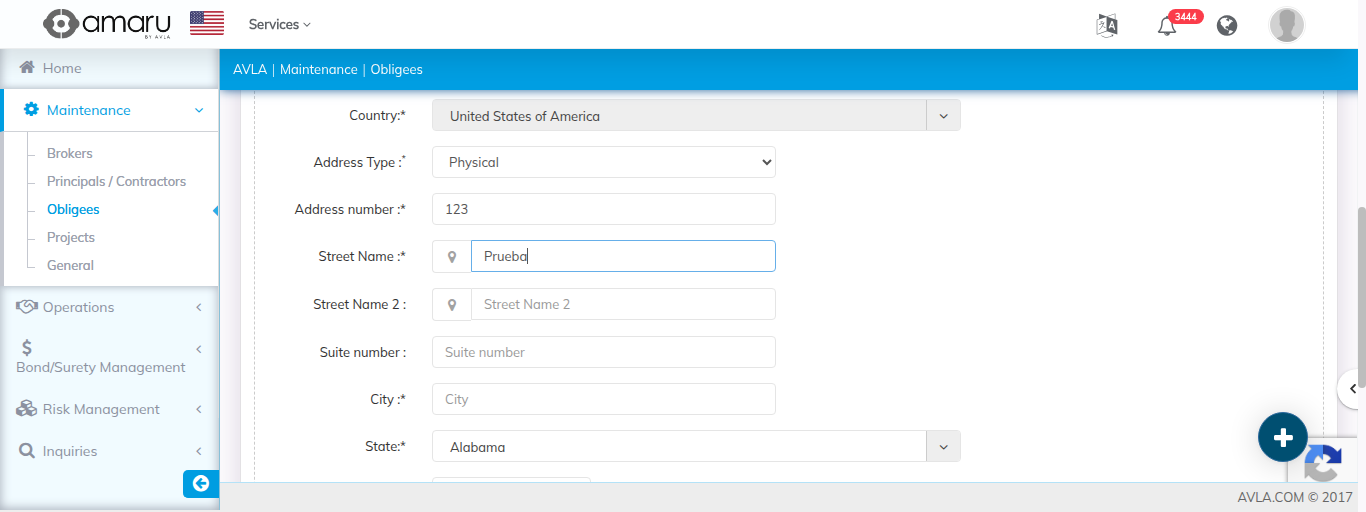 amaru
BY AVLA
Services
3444
Home
Maintenance
Brokers
Principals / Contractors
Obligees
Projects
General
Operations
Bond/Surety Management
Risk Management
Inquiries
AVLA | Maintenance | Obligees
Country:*
United States of America
Address Type :*
Physical
Address number :*
123
Street Name :*
Prueba
Street Name 2 :
Street Name 2
Suite number :
Suite number
City :*
City
State:*
Alabama
AVLA.COM © 2017